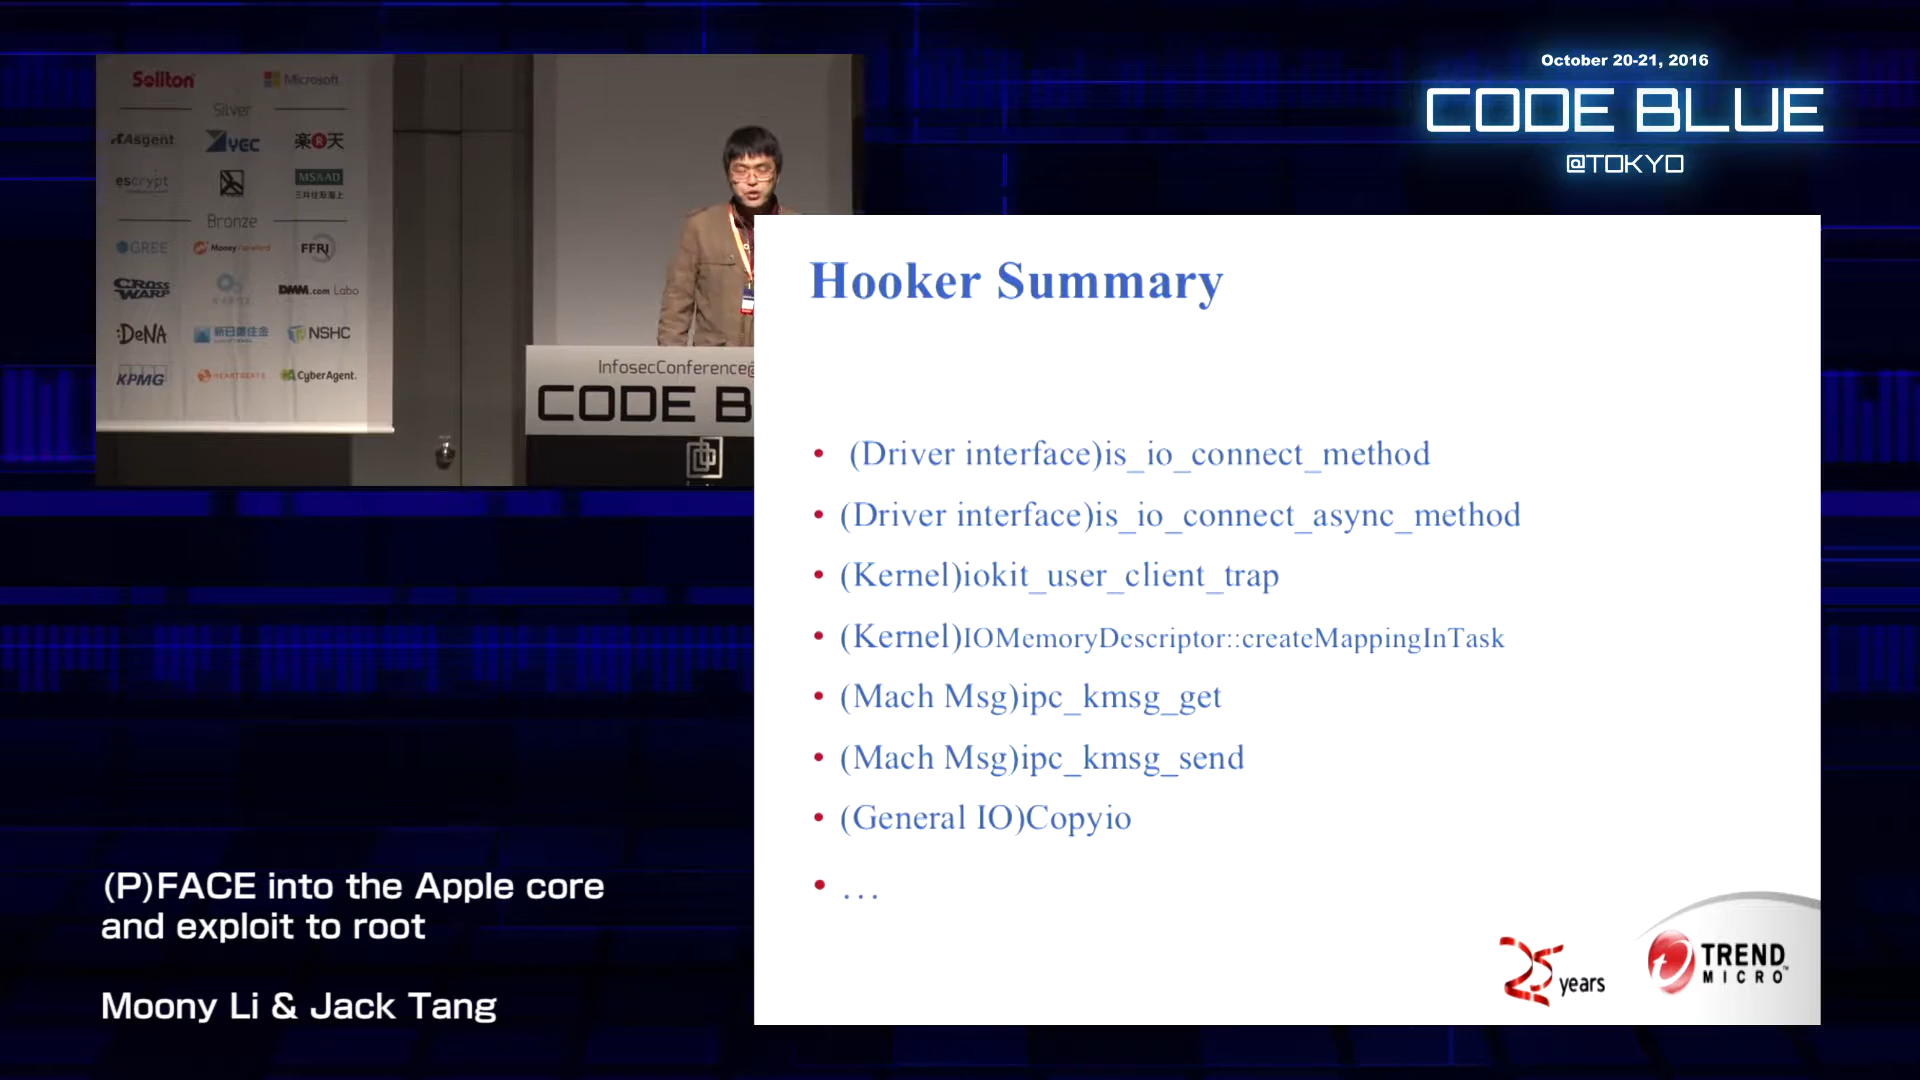 October 20-21, 2016
CODE BLUE
@TOKYO
Soliton Microsoft
Silver
Asgent YEC 楽R天
escrypt MSAAD
三井住友海上
Bronze
GREE Money Forward FFRI
CROSS WARP DMM.com Labo
:DeNA 新日鉄住金 NSHC
KPMG HEARTBEATS CyberAgent.
InfosecConference@
CODE B
Hooker Summary
• (Driver interface)is_io_connect_method
• (Driver interface)is_io_connect_async_method
• (Kernel)iokit_user_client_trap
• (Kernel)IOMemoryDescriptor::createMappingInTask
• (Mach Msg)ipc_kmsg_get
• (Mach Msg)ipc_kmsg_send
• (General IO)Copyio
• ...
25 years
TREND MICRO™
(P)FACE into the Apple core
and exploit to root
Moony Li & Jack Tang